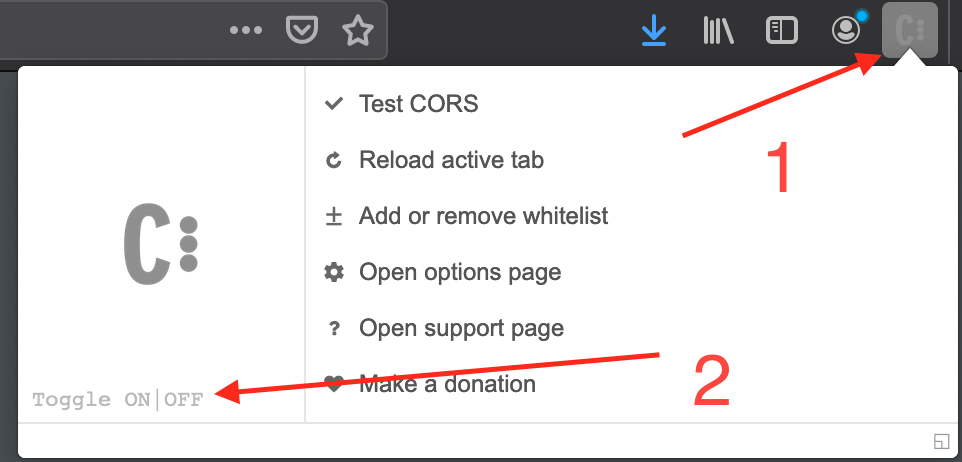 C:
1
Test CORS
Reload active tab
Add or remove whitelist
C:
Open options page
Open support page
Make a donation
2
Toggle ON|OFF